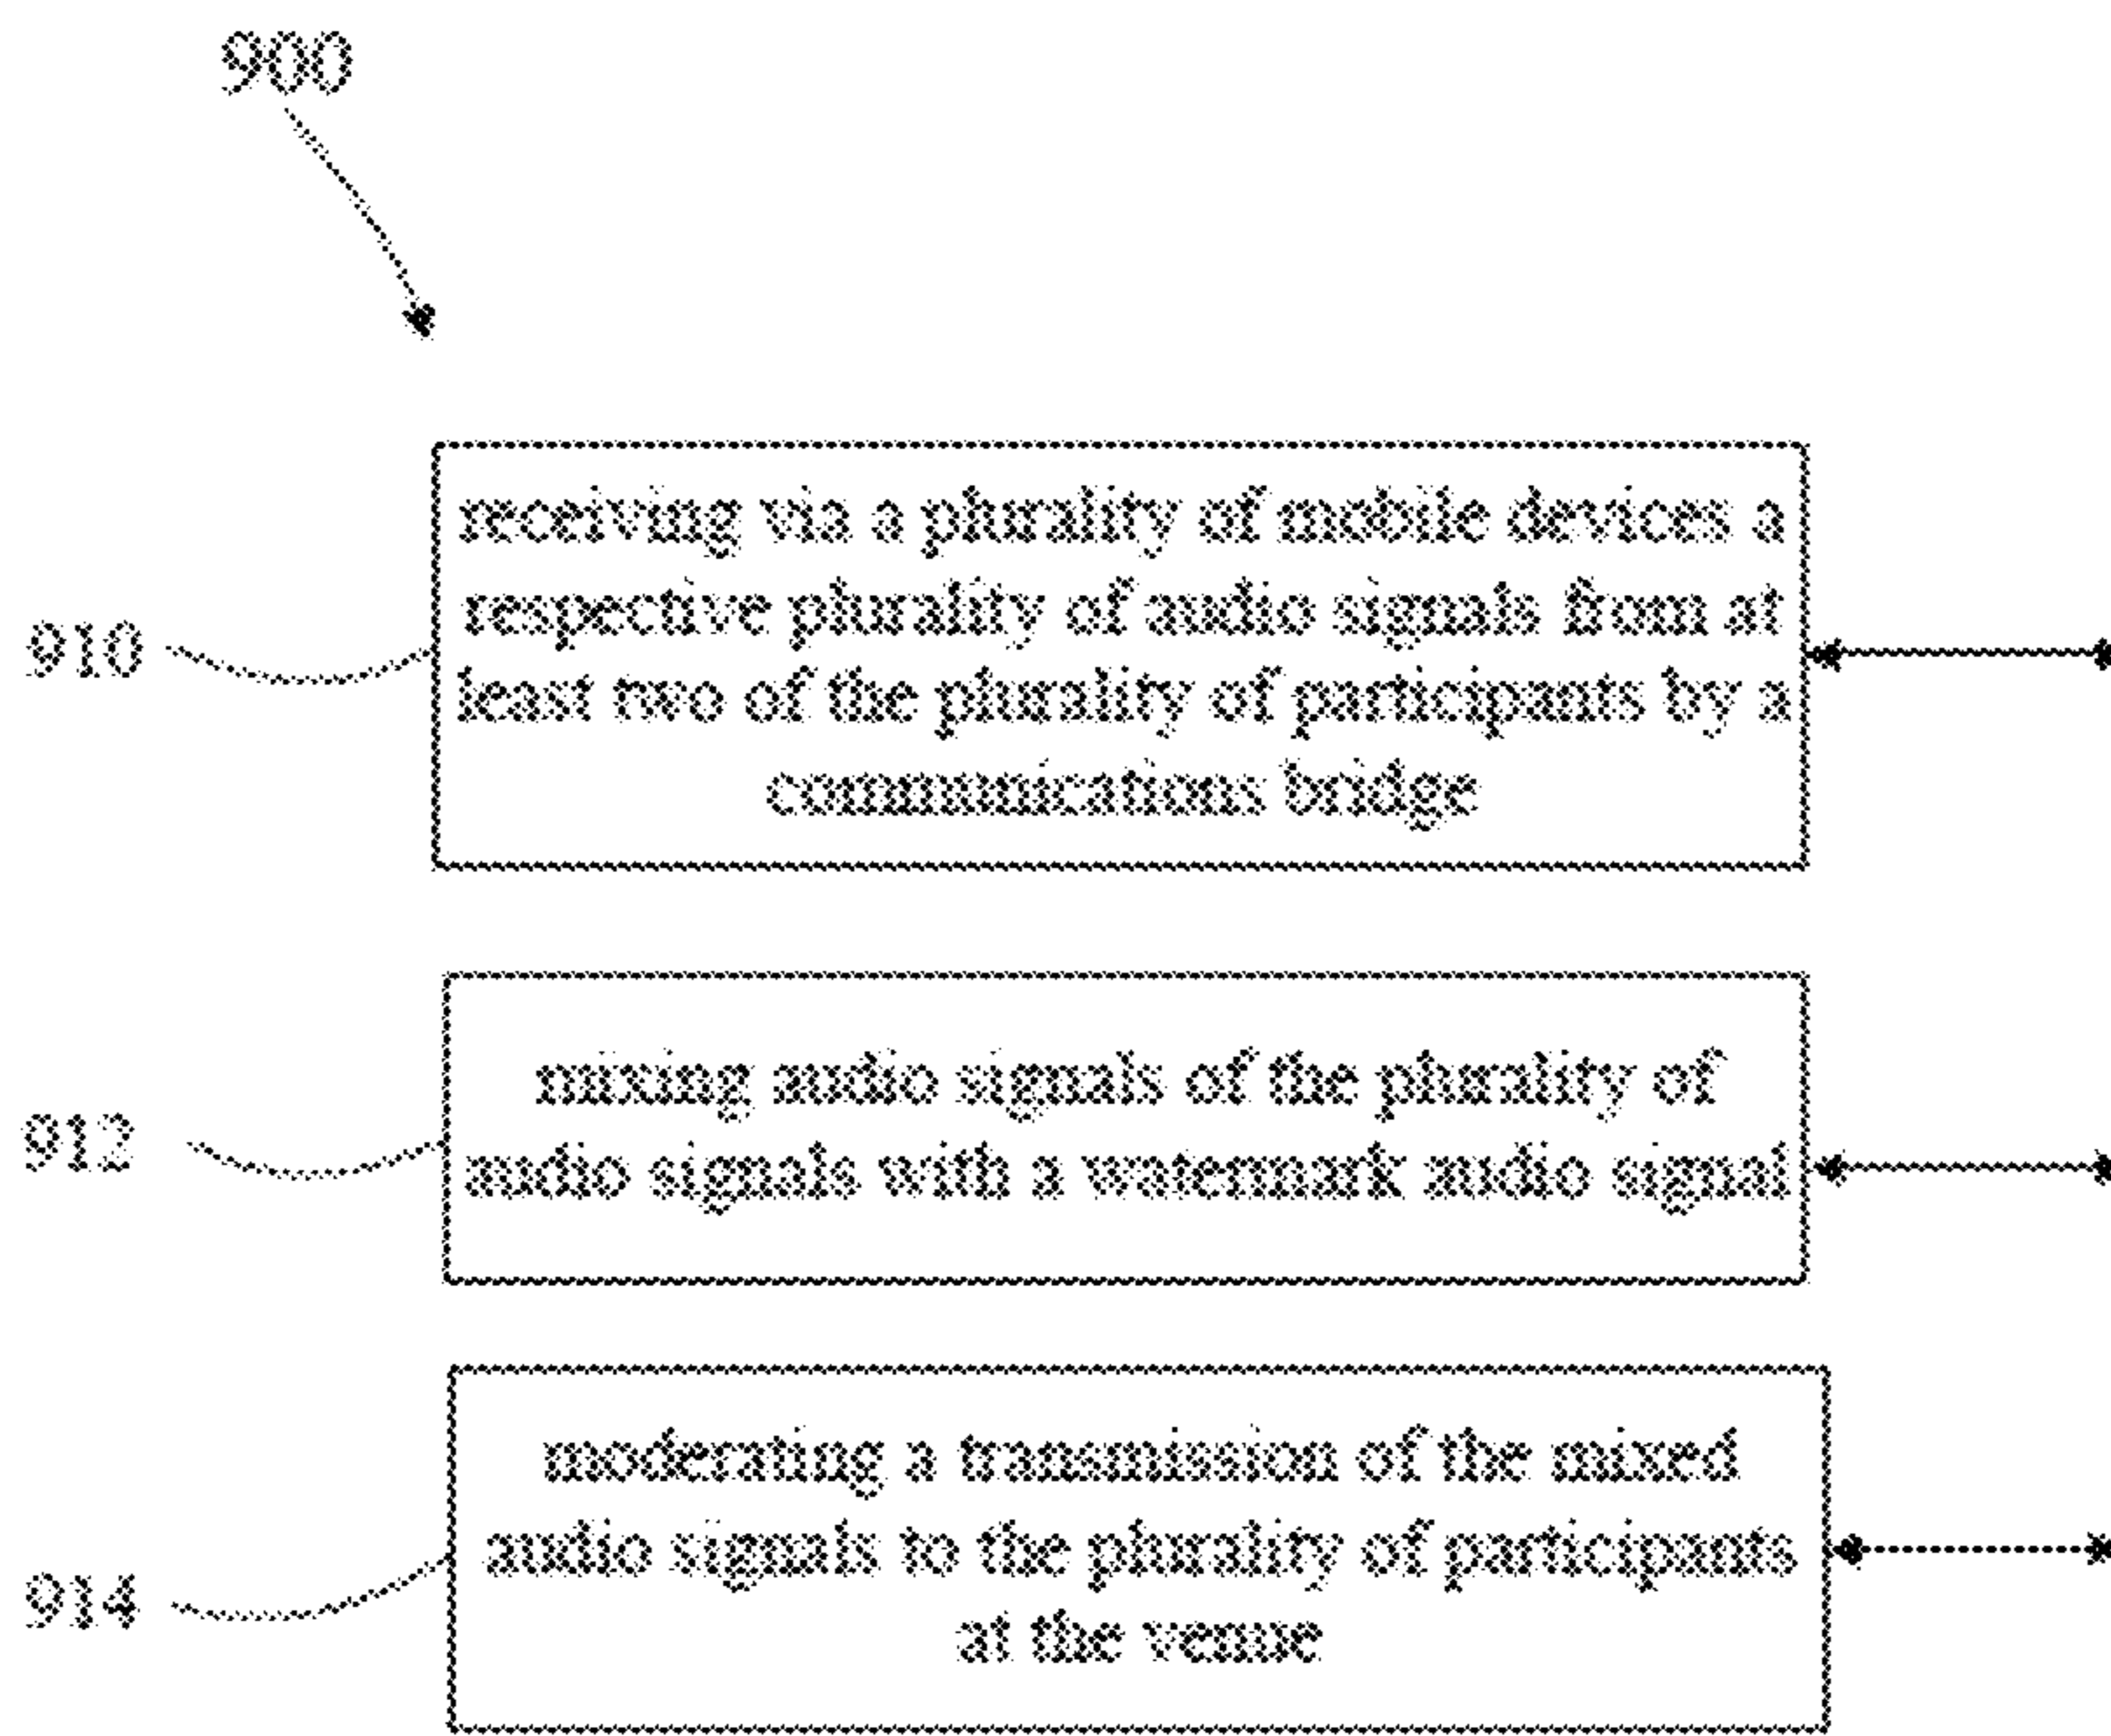 900
910
receiving via a plurality of mobile devices a
respective plurality of audio signals from at
least two of the plurality of participants by a
communications bridge
912
mixing audio signals of the plurality of
audio signals with a watermark audio signal
914
moderating a transmission of the mixed
audio signals to the plurality of participants
at the venue